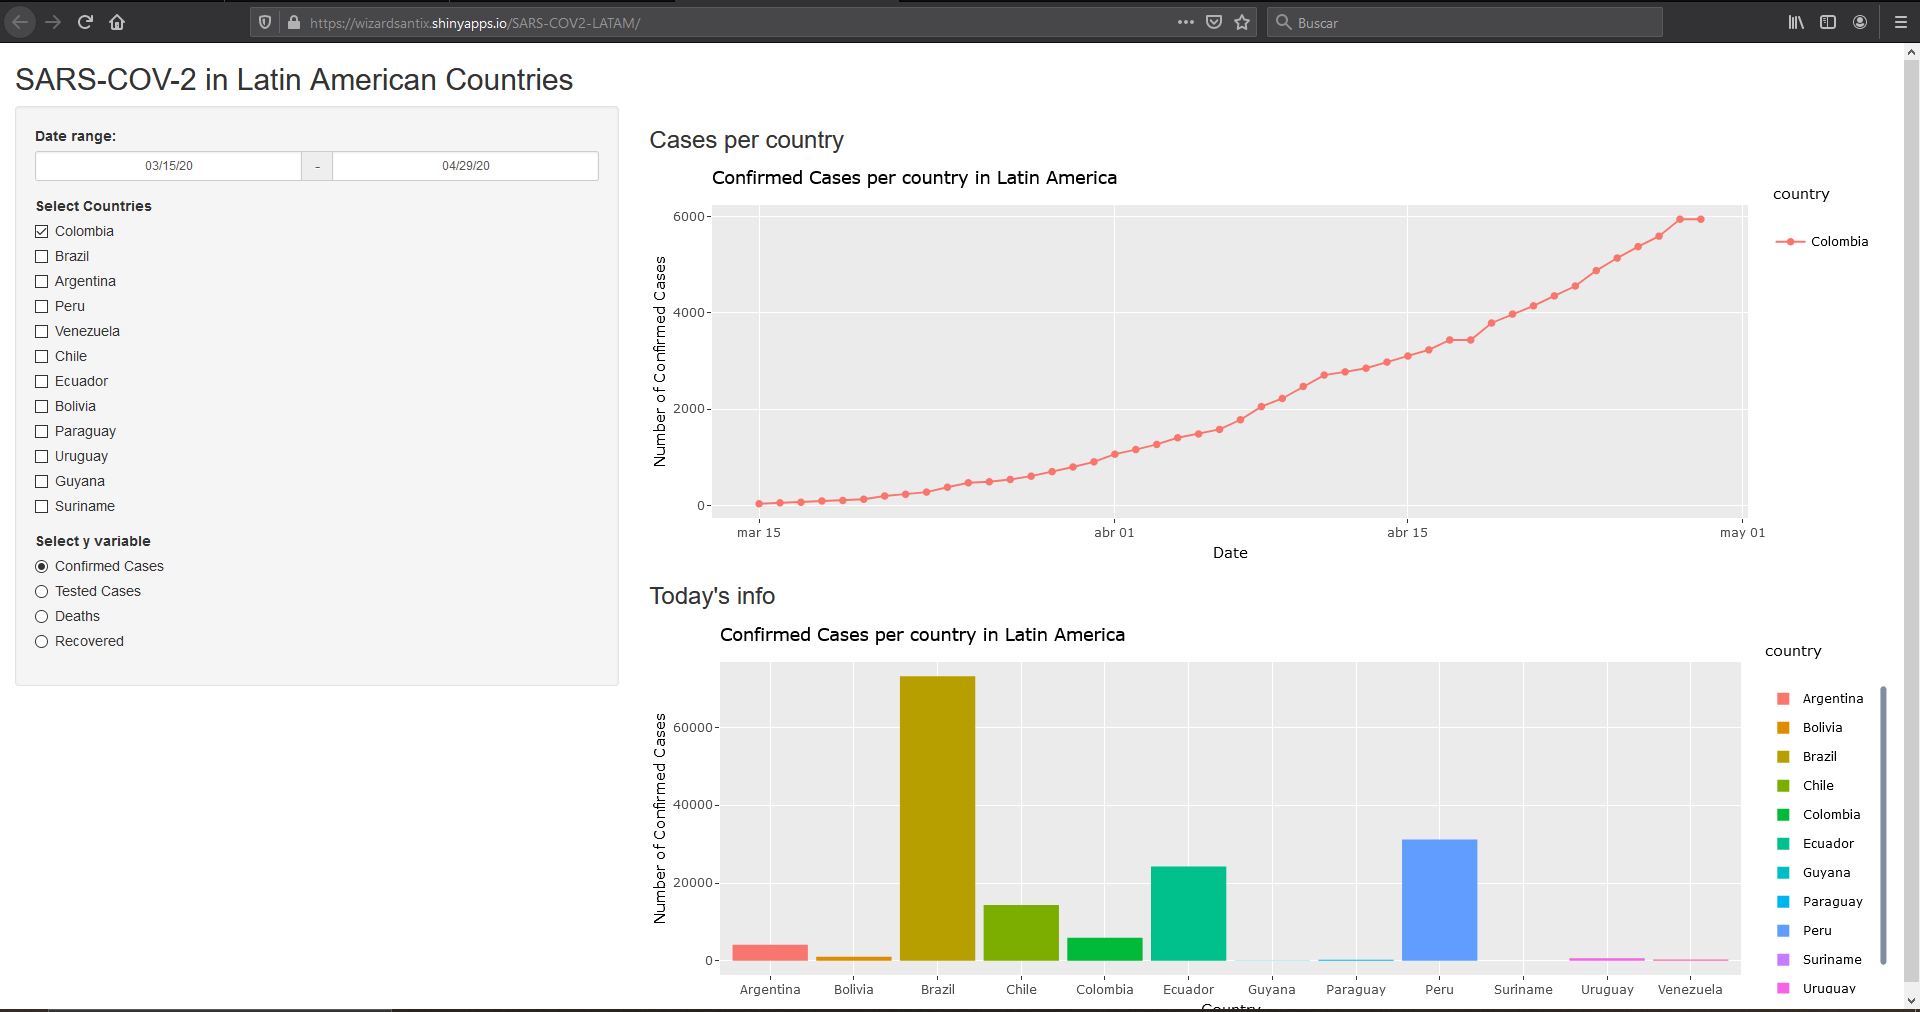 https://wizardsantix.shinyapps.io/SARS-COV2-LATAM/
Buscar
SARS-COV-2 in Latin American Countries
Date range:
03/15/20 - 04/29/20
Select Countries
Colombia
Brazil
Argentina
Peru
Venezuela
Chile
Ecuador
Bolivia
Paraguay
Uruguay
Guyana
Suriname
Select y variable
Confirmed Cases
Tested Cases
Deaths
Recovered
Cases per country
Confirmed Cases per country in Latin America
Number of Confirmed Cases
6000
4000
2000
0
mar 15 abr 01 abr 15 may 01
Date
country
Colombia
Today's info
Confirmed Cases per country in Latin America
Number of Confirmed Cases
60000
40000
20000
0
Argentina Bolivia Brazil Chile Colombia Ecuador Guyana Paraguay Peru Suriname Uruguay Venezuela
Country
country
Argentina
Bolivia
Brazil
Chile
Colombia
Ecuador
Guyana
Paraguay
Peru
Suriname
Uruguay